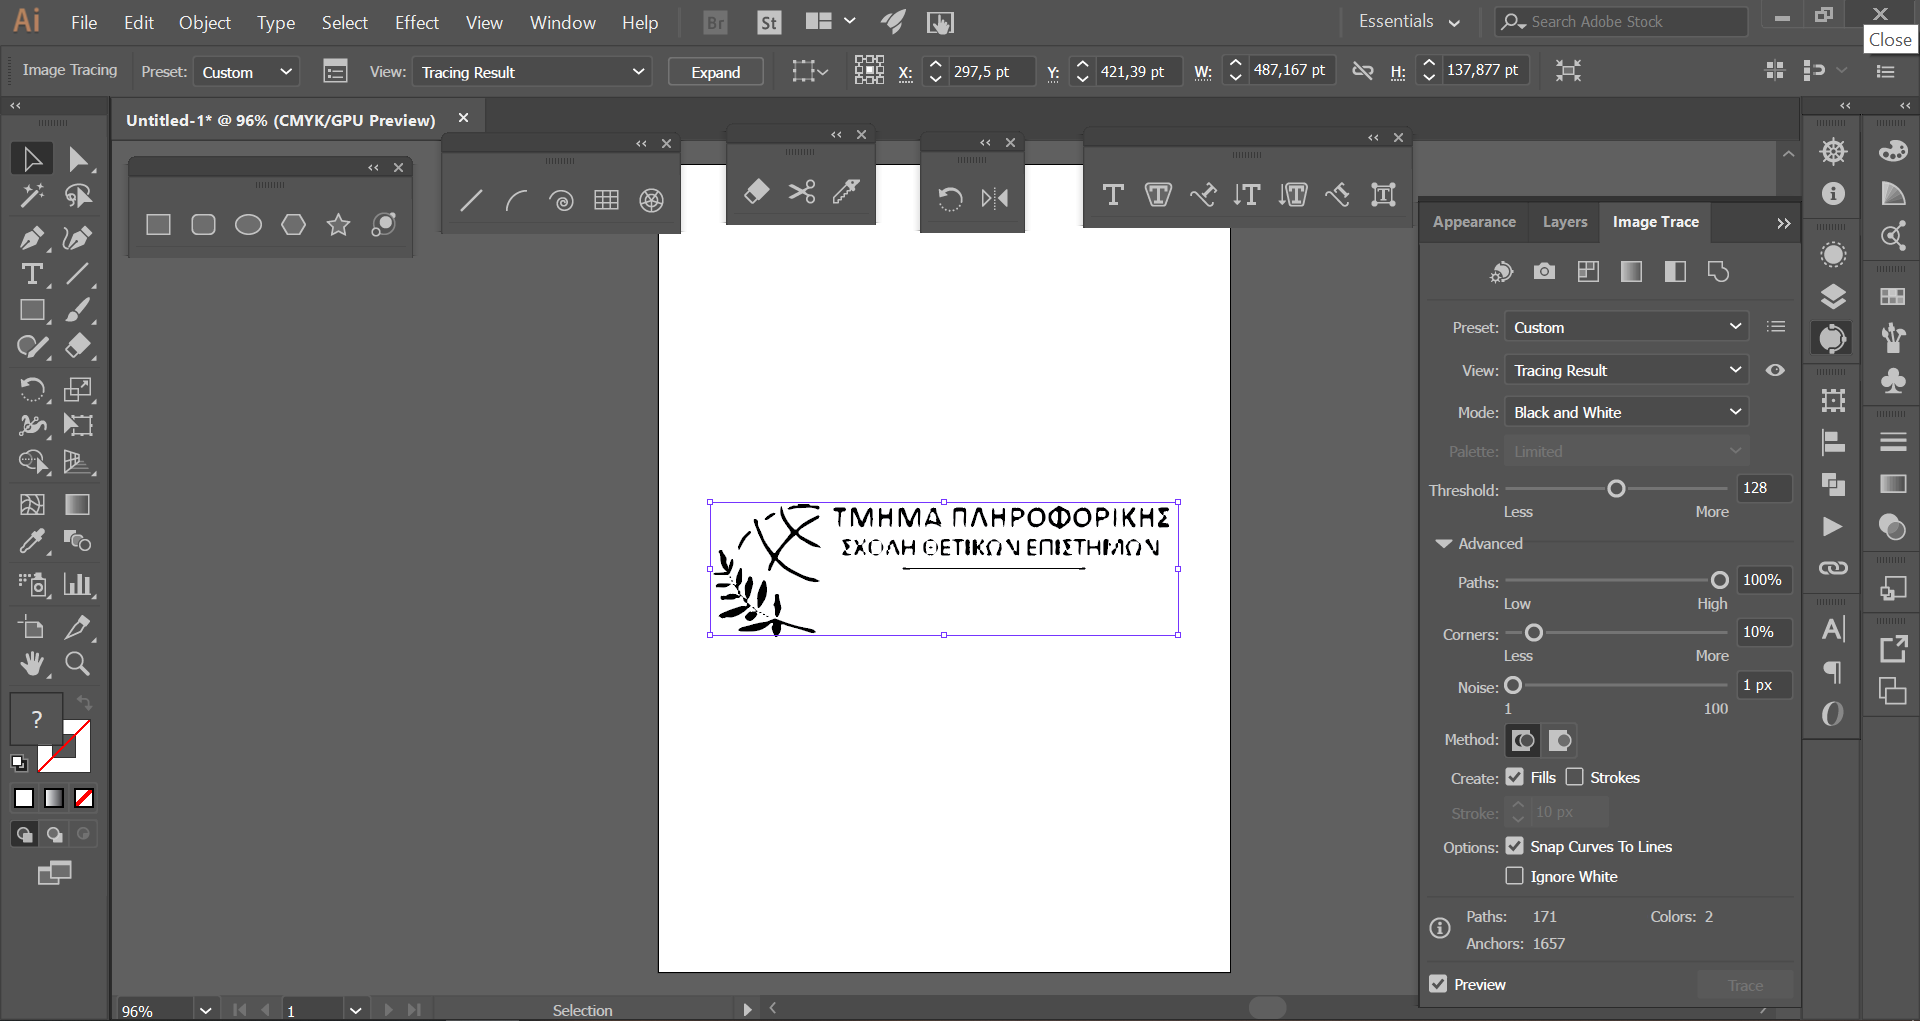 Ai File Edit Object Type Select Effect View Window Help Br St Essentials Search Adobe Stock
Close
Image Tracing Preset: Custom View: Tracing Result Expand X: 297,5 pt Y: 421,39 pt W: 487,167 pt H: 137,877 pt
Untitled-1* @ 96% (CMYK/GPU Preview)
Appearance Layers Image Trace
Preset: Custom
View: Tracing Result
Mode: Black and White
Palette: Limited
Threshold: 128
Less More
Advanced
Paths: 100%
Low High
Corners: 10%
Less More
Noise: 1 px
1 100
Method:
Create: Fills Strokes
Stroke: 10 px
Options: Snap Curves To Lines
Ignore White
Paths: 171 Colors: 2
Anchors: 1657
Preview Trace
ΤΜΗΜΑ ΠΛΗΡΟΦΟΡΙΚΗΣ
ΣΧΟΛΗ ΘΕΤΙΚΩΝ ΕΠΙΣΤΗΜΩΝ
?
96% 1 Selection